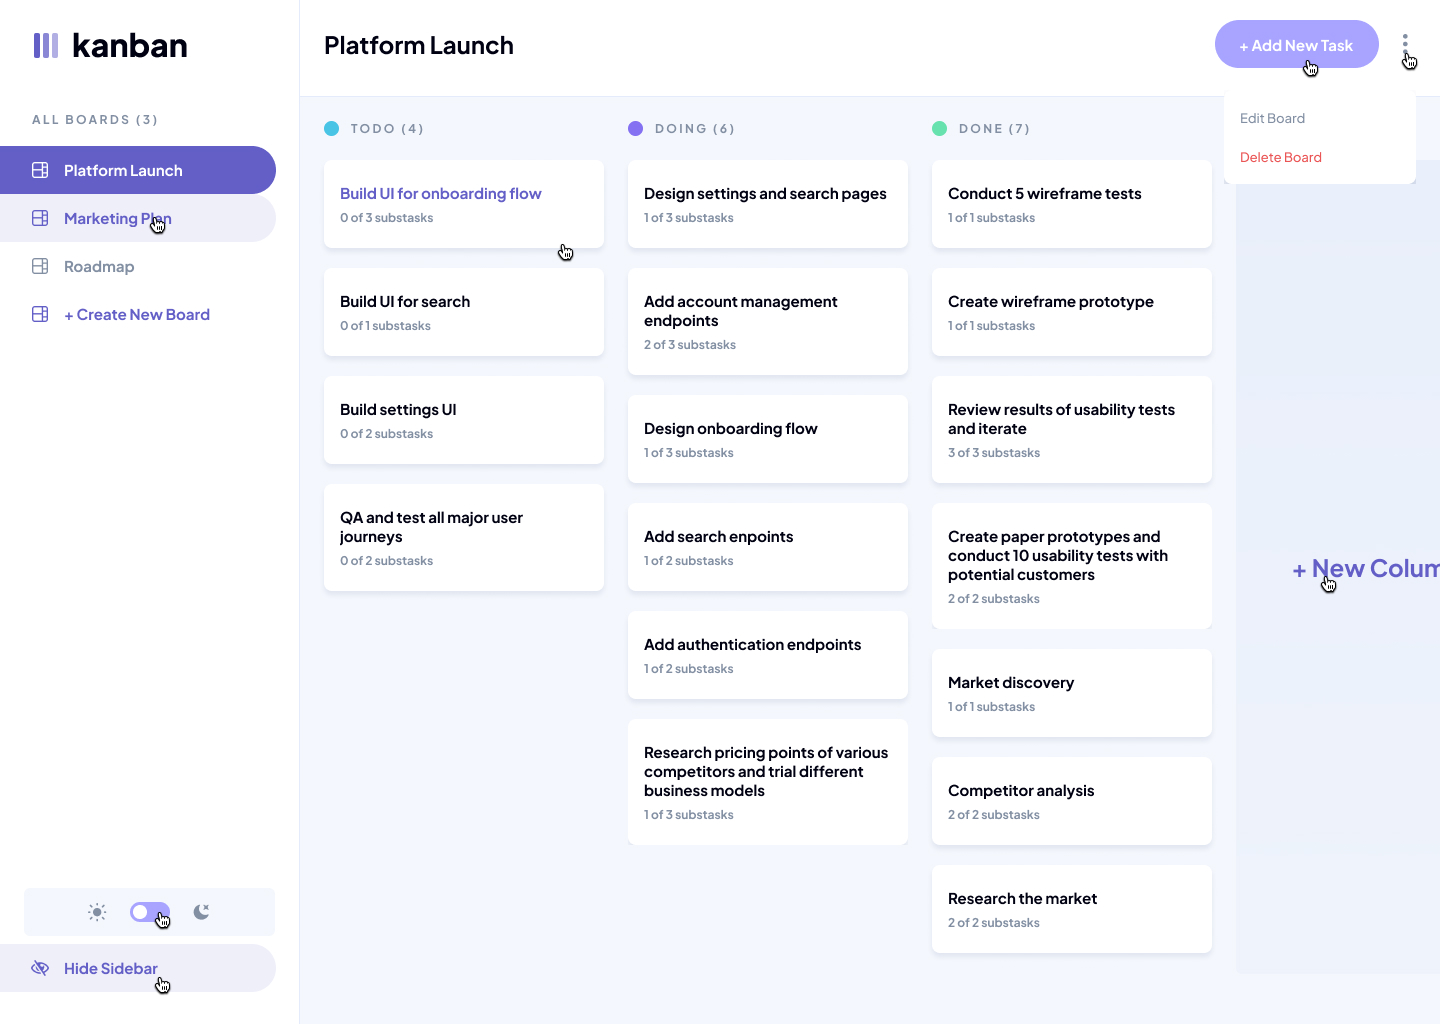 kanban
ALL BOARDS (3)
Platform Launch
Marketing Plan
Roadmap
+ Create New Board
Hide Sidebar
Platform Launch
+ Add New Task
Edit Board
Delete Board
TODO (4)
Build UI for onboarding flow
0 of 3 substasks
Build UI for search
0 of 1 substasks
Build settings UI
0 of 2 substasks
QA and test all major user
journeys
0 of 2 substasks
DOING (6)
Design settings and search pages
1 of 3 substasks
Add account management
endpoints
2 of 3 substasks
Design onboarding flow
1 of 3 substasks
Add search enpoints
1 of 2 substasks
Add authentication endpoints
1 of 2 substasks
Research pricing points of various
competitors and trial different
business models
1 of 3 substasks
DONE (7)
Conduct 5 wireframe tests
1 of 1 substasks
Create wireframe prototype
1 of 1 substasks
Review results of usability tests
and iterate
3 of 3 substasks
Create paper prototypes and
conduct 10 usability tests with
potential customers
2 of 2 substasks
Market discovery
1 of 1 substasks
Competitor analysis
2 of 2 substasks
Research the market
2 of 2 substasks
+ New Colum